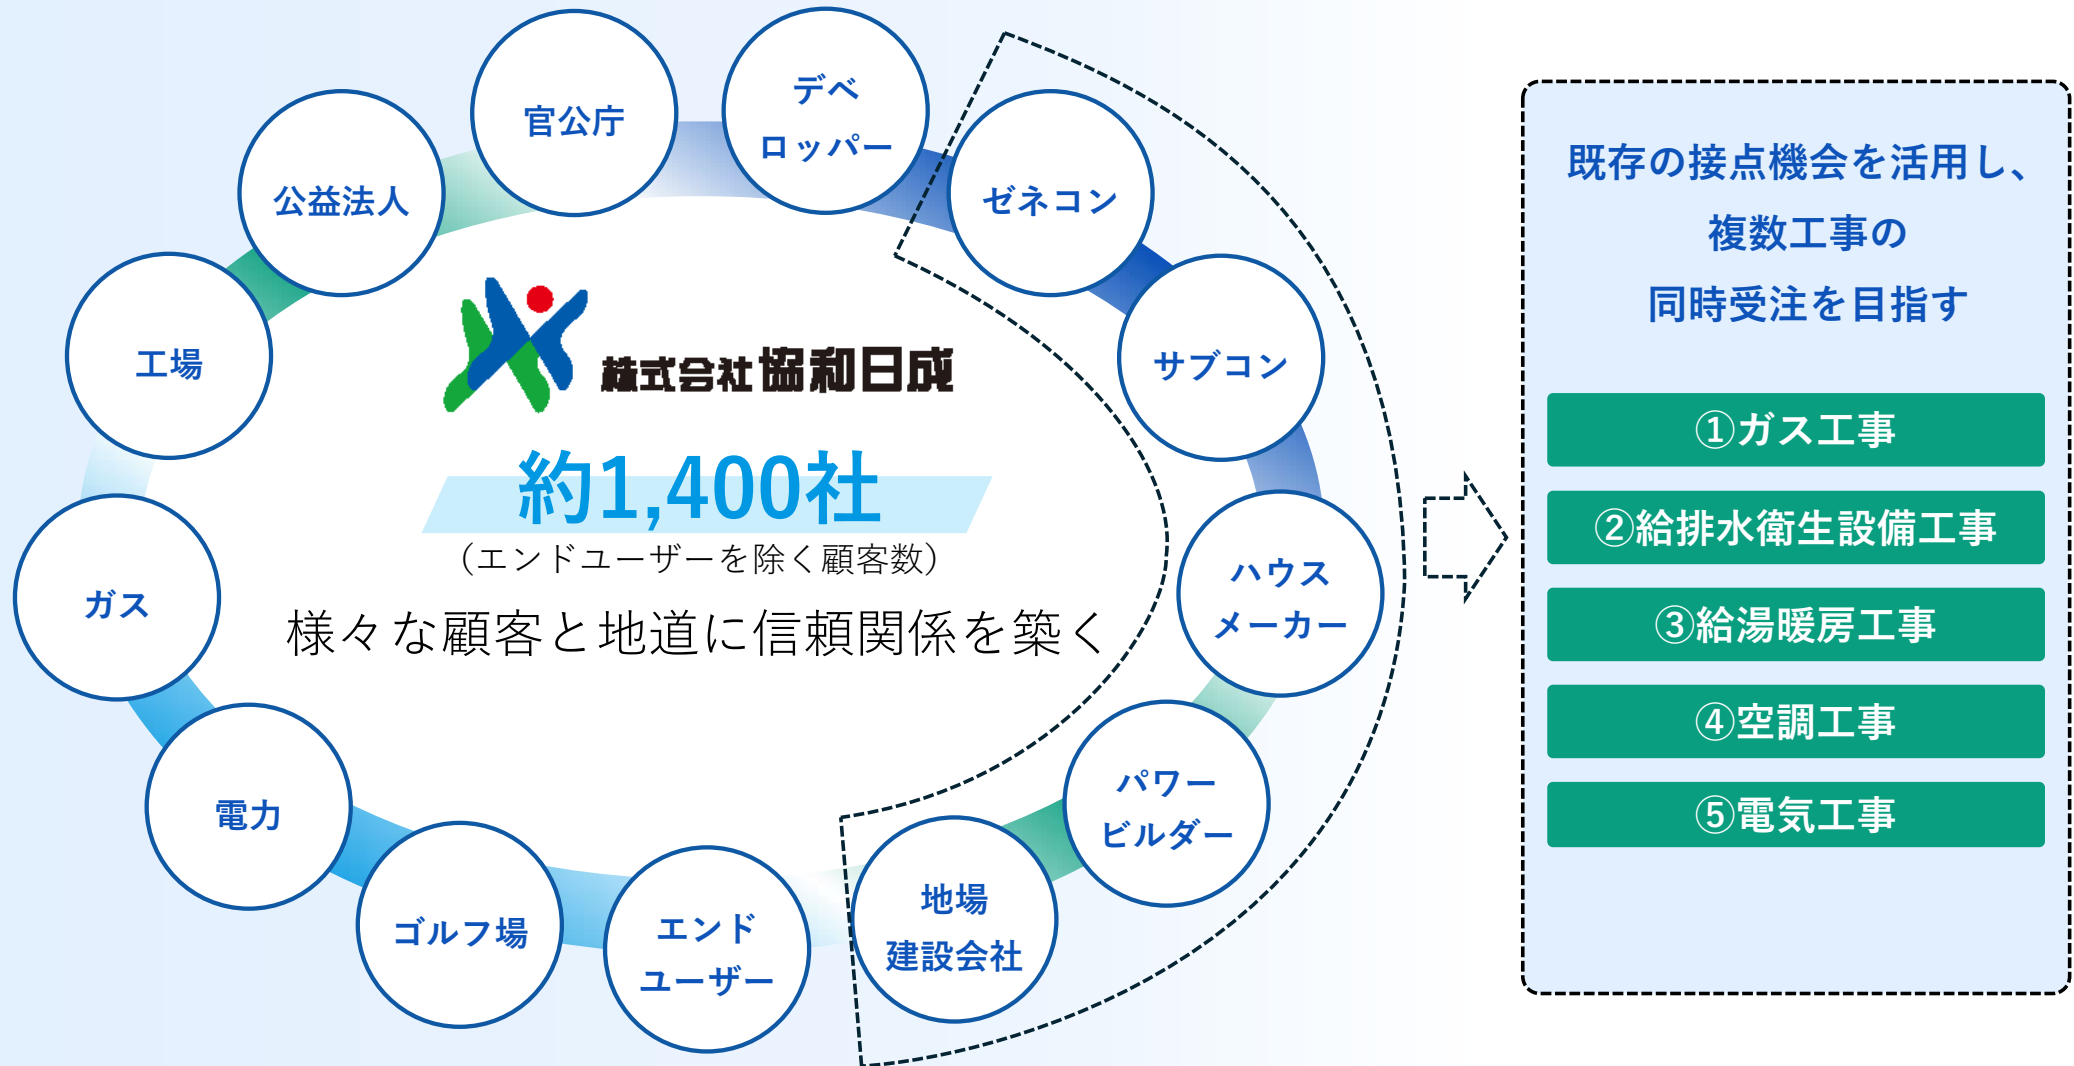 官公庁
デベ
ロッパー
ゼネコン
サブコン
ハウス
メーカー
パワー
ビルダー
地場
建設会社
エンド
ユーザー
ゴルフ場
電力
ガス
工場
公益法人
株式会社協和日成
約1,400社
（エンドユーザーを除く顧客数）
様々な顧客と地道に信頼関係を築く
既存の接点機会を活用し、
複数工事の
同時受注を目指す
①ガス工事
②給排水衛生設備工事
③給湯暖房工事
④空調工事
⑤電気工事